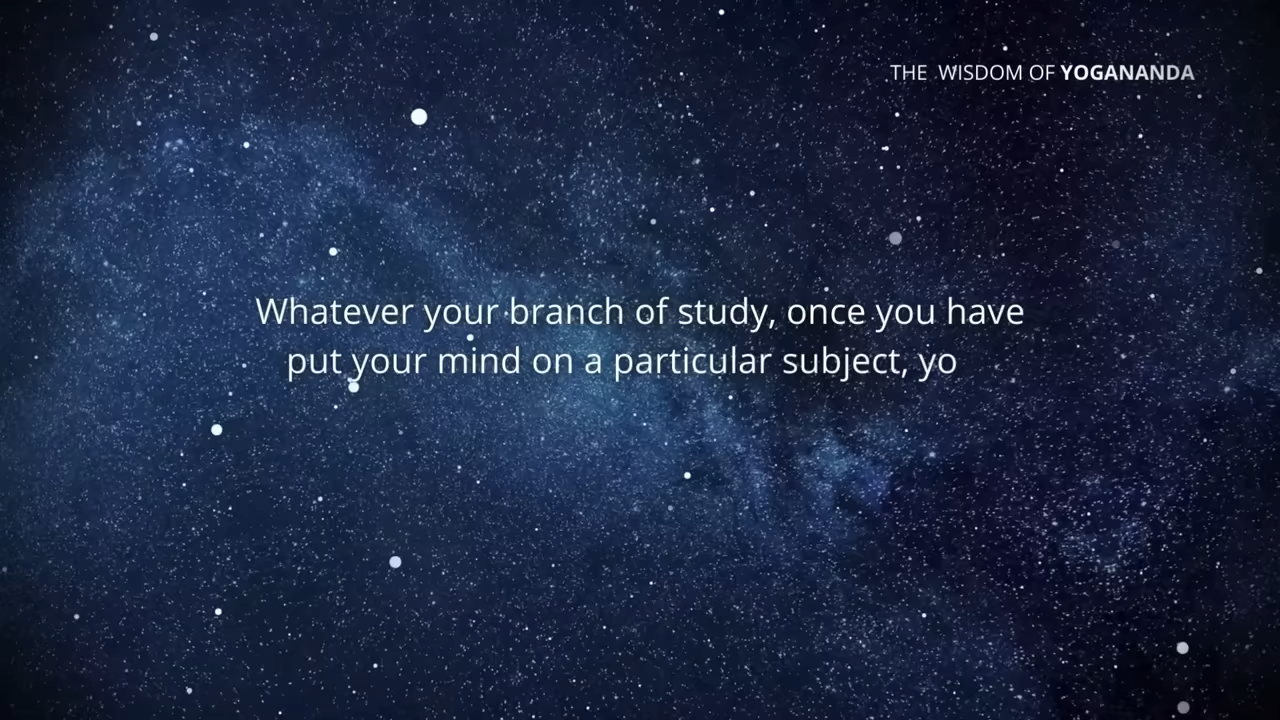 THE WISDOM OF YOGANANDA
Whatever your branch of study, once you have
put your mind on a particular subject, yo